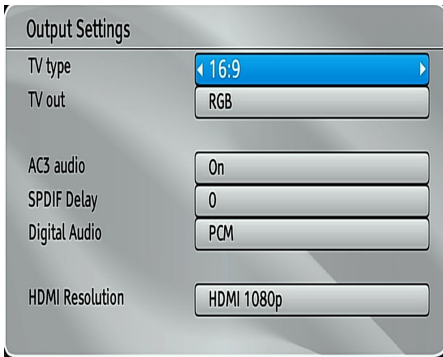 Output Settings
TV type 16:9
TV out RGB
AC3 audio On
SPDIF Delay 0
Digital Audio PCM
HDMI Resolution HDMI 1080p